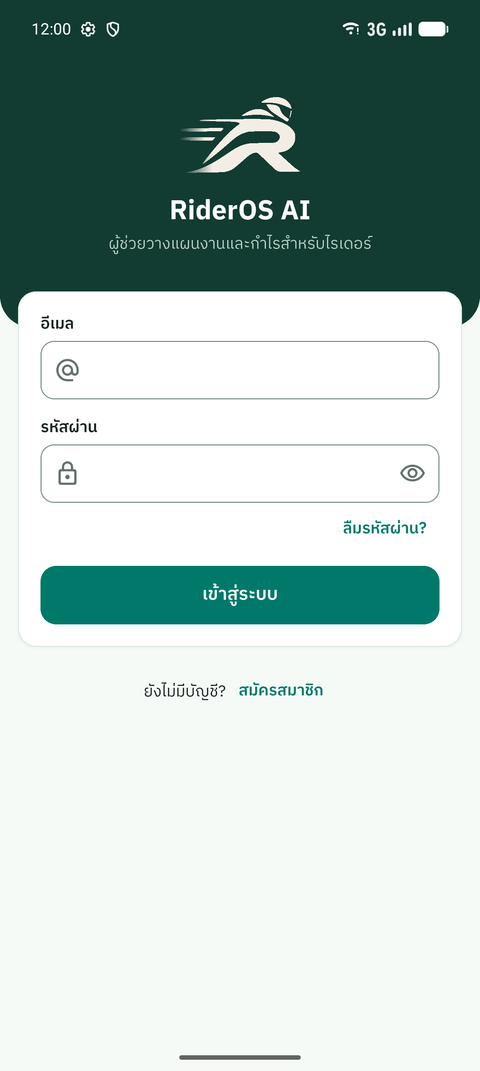 12:00
3G
RiderOS AI
ผู้ช่วยวางแผนงานและกำไรสำหรับไรเดอร์
อีเมล
รหัสผ่าน
ลืมรหัสผ่าน?
เข้าสู่ระบบ
ยังไม่มีบัญชี? สมัครสมาชิก